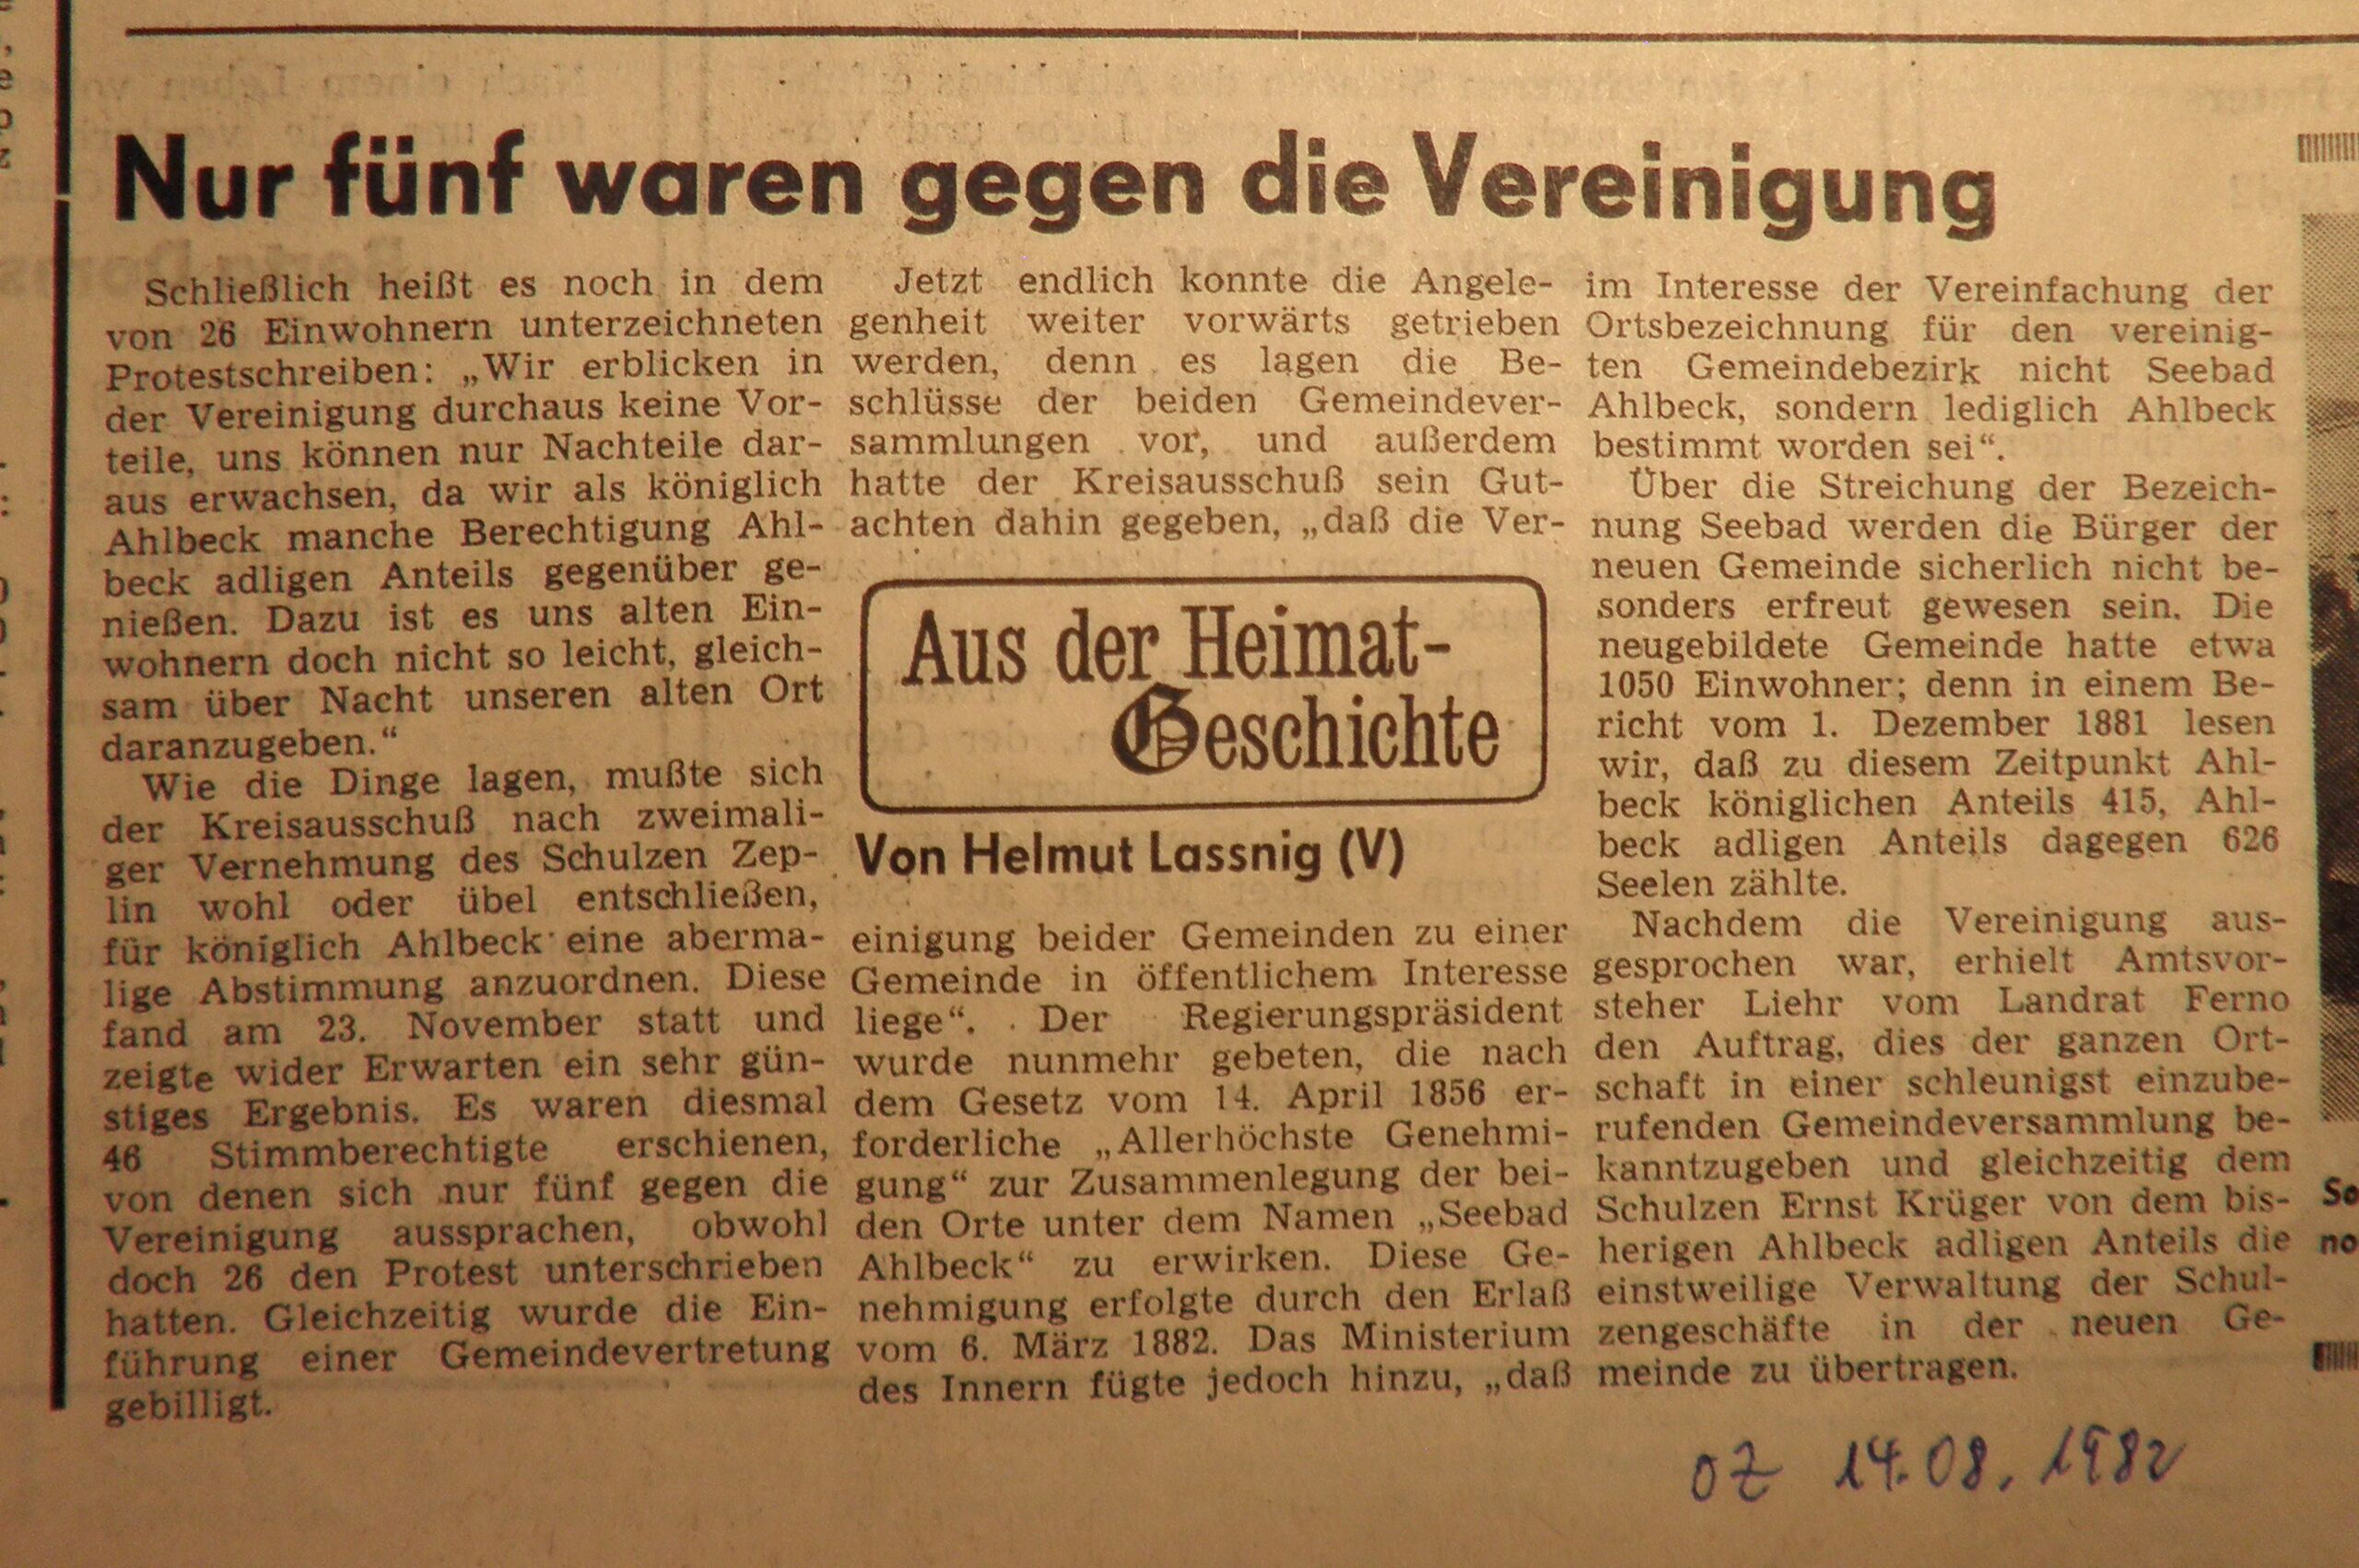 Nur fünf waren gegen die Vereinigung
Schließlich heißt es noch in dem
von 26 Einwohnern unterzeichneten
Protestschreiben: „Wir erblicken in
der Vereinigung durchaus keine Vor-
teile, uns können nur Nachteile dar-
aus erwachsen, da wir als königlich
Ahlbeck manche Berechtigung Ahl-
beck adligen Anteils gegenüber ge-
nießen. Dazu ist es uns alten Ein-
wohnern doch nicht so leicht, gleich-
sam über Nacht unseren alten Ort
daranzugeben.“
Wie die Dinge lagen, mußte sich
der Kreisausschuß nach zweimali-
ger Vernehmung des Schulzen Zep-
lin wohl oder übel entschließen,
für königlich Ahlbeck eine aberma-
lige Abstimmung anzuordnen. Diese
fand am 23. November statt und
zeigte wider Erwarten ein sehr gün-
stiges Ergebnis. Es waren diesmal
46 Stimmberechtigte erschienen,
von denen sich nur fünf gegen die
Vereinigung aussprachen, obwohl
doch 26 den Protest unterschrieben
hatten. Gleichzeitig wurde die Ein-
führung einer Gemeindevertretung
gebilligt.
Jetzt endlich konnte die Angele-
genheit weiter vorwärts getrieben
werden, denn es lagen die Be-
schlüsse der beiden Gemeindever-
sammlungen vor, und außerdem
hatte der Kreisausschuß sein Gut-
achten dahin gegeben, „daß die Ver-
Aus der Heimat-
Geschichte
Von Helmut Lassnig (V)
einigung beider Gemeinden zu einer
Gemeinde in öffentlichem Interesse
liege“. Der Regierungspräsident
wurde nunmehr gebeten, die nach
dem Gesetz vom 14. April 1856 er-
forderliche „Allerhöchste Genehmi-
gung“ zur Zusammenlegung der bei-
den Orte unter dem Namen „Seebad
Ahlbeck“ zu erwirken. Diese Ge-
nehmigung erfolgte durch den Erlaß
vom 6. März 1882. Das Ministerium
des Innern fügte jedoch hinzu, „daß
im Interesse der Vereinfachung der
Ortsbezeichnung für den vereinig-
ten Gemeindebezirk nicht Seebad
Ahlbeck, sondern lediglich Ahlbeck
bestimmt worden sei“.
Über die Streichung der Bezeich-
nung Seebad werden die Bürger der
neuen Gemeinde sicherlich nicht be-
sonders erfreut gewesen sein. Die
neugebildete Gemeinde hatte etwa
1050 Einwohner; denn in einem Be-
richt vom 1. Dezember 1881 lesen
wir, daß zu diesem Zeitpunkt Ahl-
beck königlichen Anteils 415, Ahl-
beck adligen Anteils dagegen 626
Seelen zählte.
Nachdem die Vereinigung aus-
gesprochen war, erhielt Amtsvor-
steher Liehr vom Landrat Ferno
den Auftrag, dies der ganzen Ort-
schaft in einer schleunigst einzube-
rufenden Gemeindeversammlung be-
kanntzugeben und gleichzeitig dem
Schulzen Ernst Krüger von dem bis-
herigen Ahlbeck adligen Anteils die
einstweilige Verwaltung der Schul-
zengeschäfte in der neuen Ge-
meinde zu übertragen.
OZ 14.08.1982